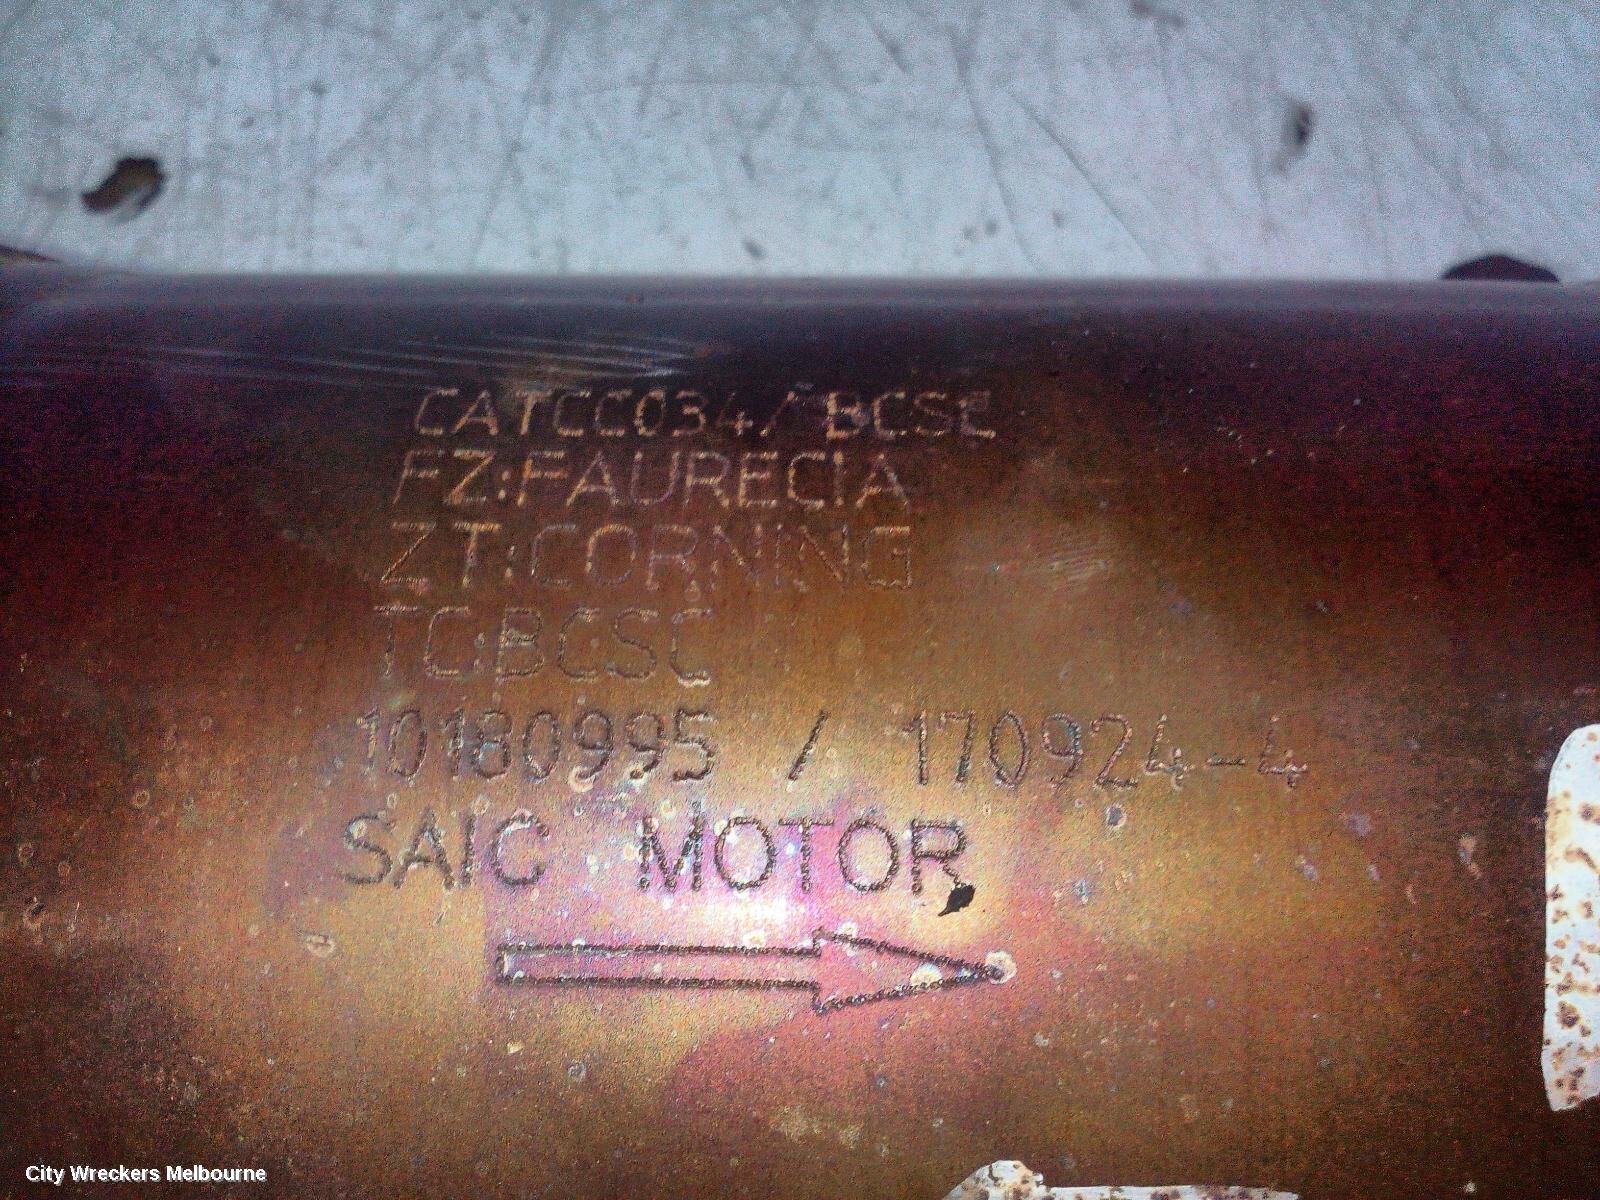 CATCC034/BCSC
FZ:FAURECIA
ZT:CORNING
TC:BCSC
10180995 / 170924-4
SAIC MOTOR
City Wreckers Melbourne